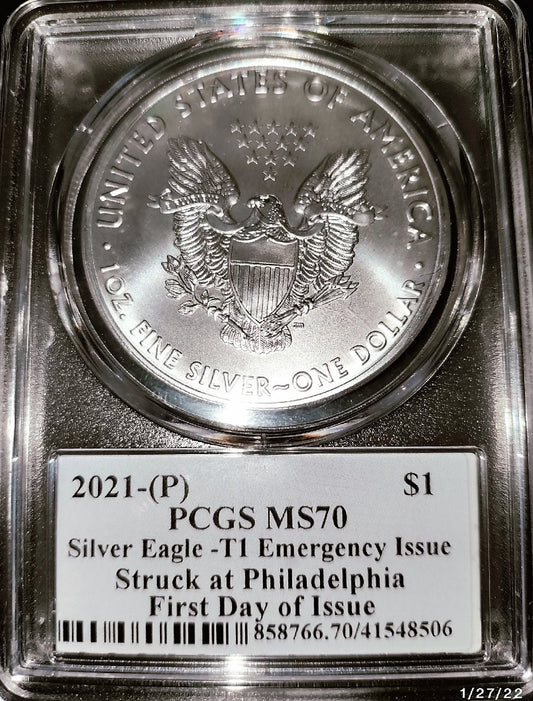 UNITED STATES OF AMERICA
1 OZ. FINE SILVER~ONE DOLLAR
2021-(P) $1
PCGS MS70
Silver Eagle -T1 Emergency Issue
Struck at Philadelphia
First Day of Issue
858766.70/41548506
1/27/22